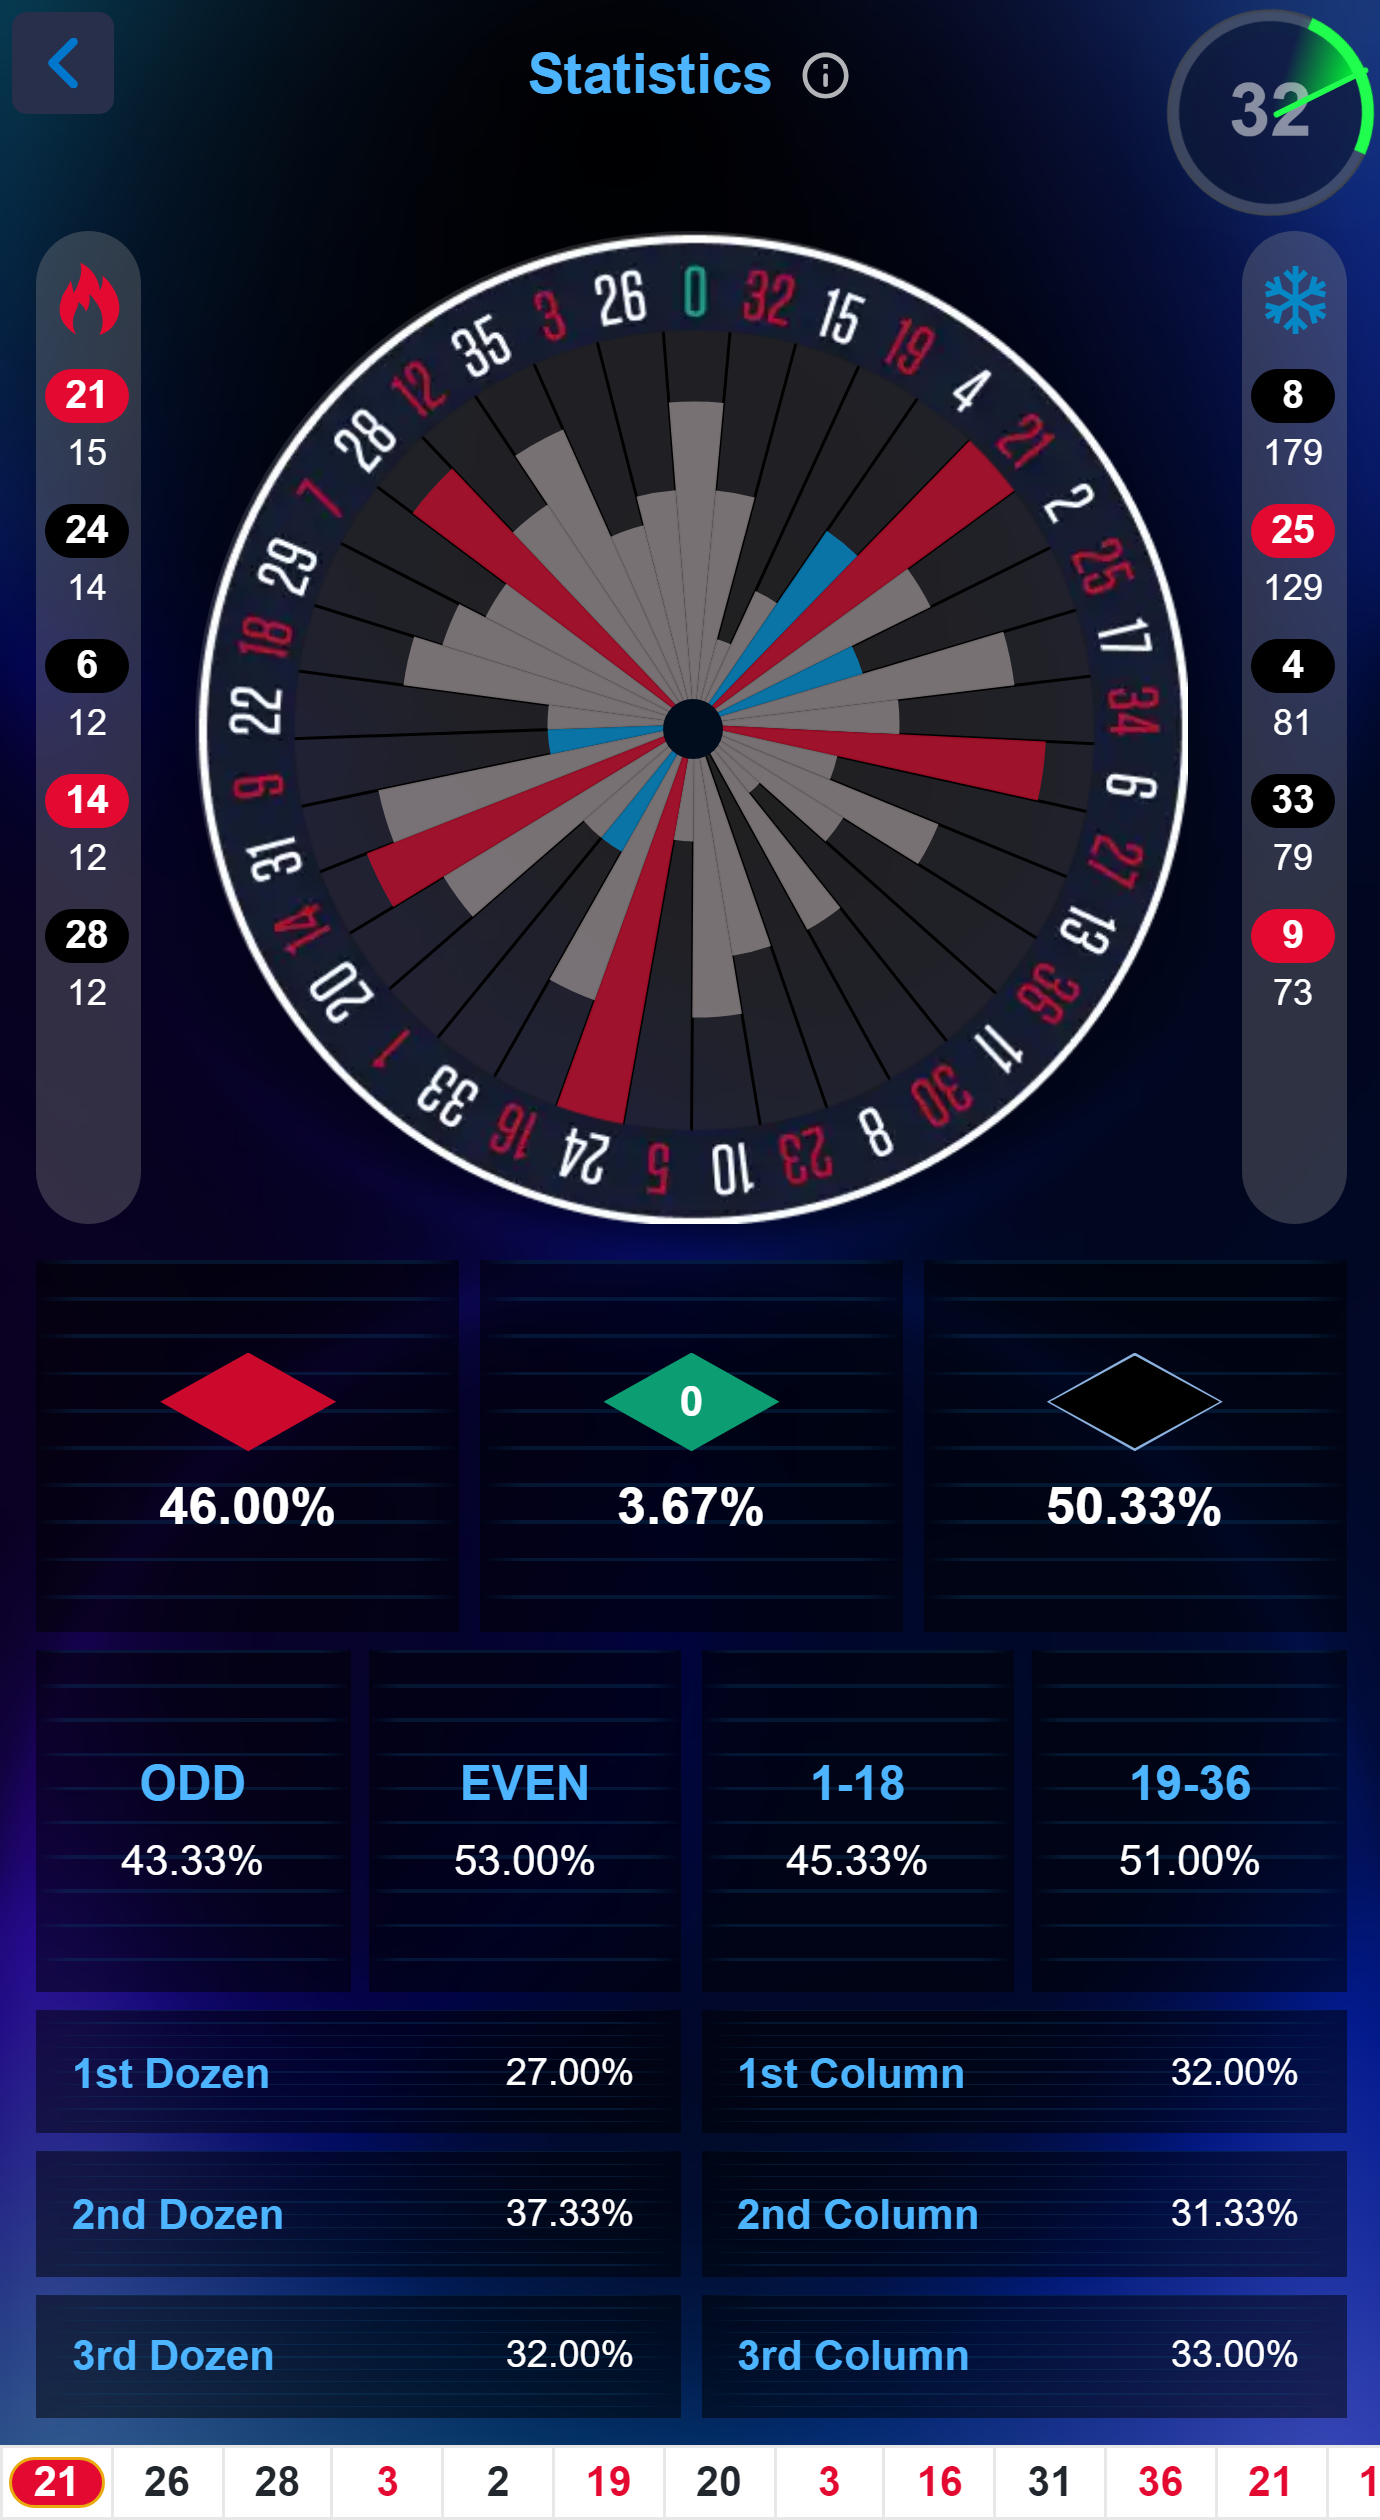 Statistics
32
21
15
24
14
6
12
14
12
28
12
0 32 15 19 4 21 2 25 17 34 6 27 13 36 11 30 8 23 10 5 24 16 33 1 20 14 31 9 22 18 29 7 28 12 35 3 26
8
179
25
129
4
81
33
79
9
73
0
46.00% 3.67% 50.33%
ODD EVEN 1-18 19-36
43.33% 53.00% 45.33% 51.00%
1st Dozen 27.00% 1st Column 32.00%
2nd Dozen 37.33% 2nd Column 31.33%
3rd Dozen 32.00% 3rd Column 33.00%
21 26 28 3 2 19 20 3 16 31 36 21